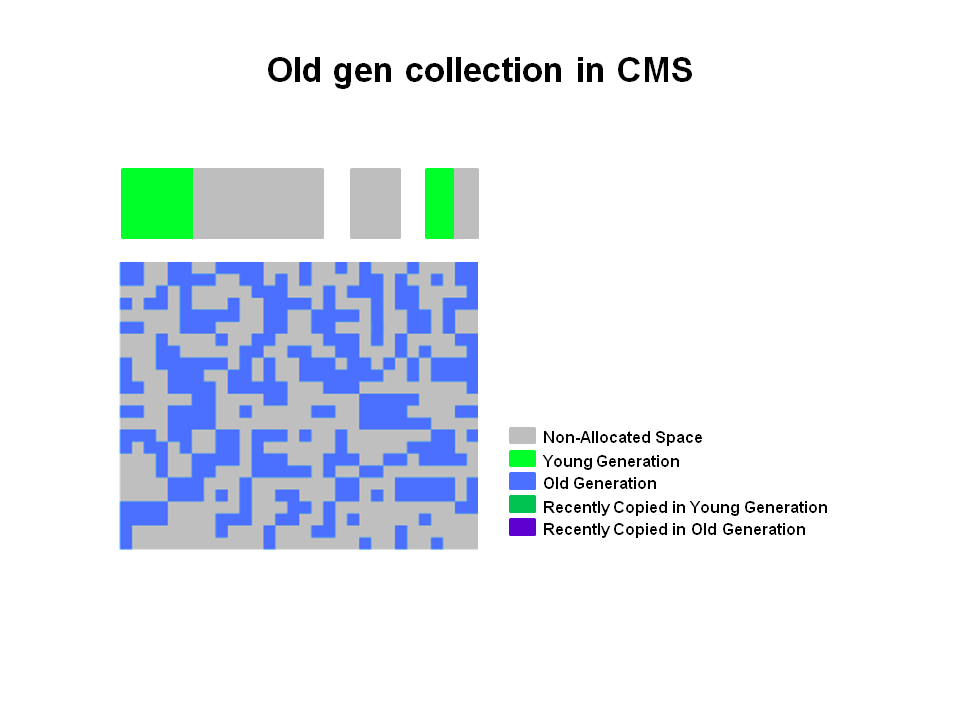 Old gen collection in CMS
Non-Allocated Space
Young Generation
Old Generation
Recently Copied in Young Generation
Recently Copied in Old Generation